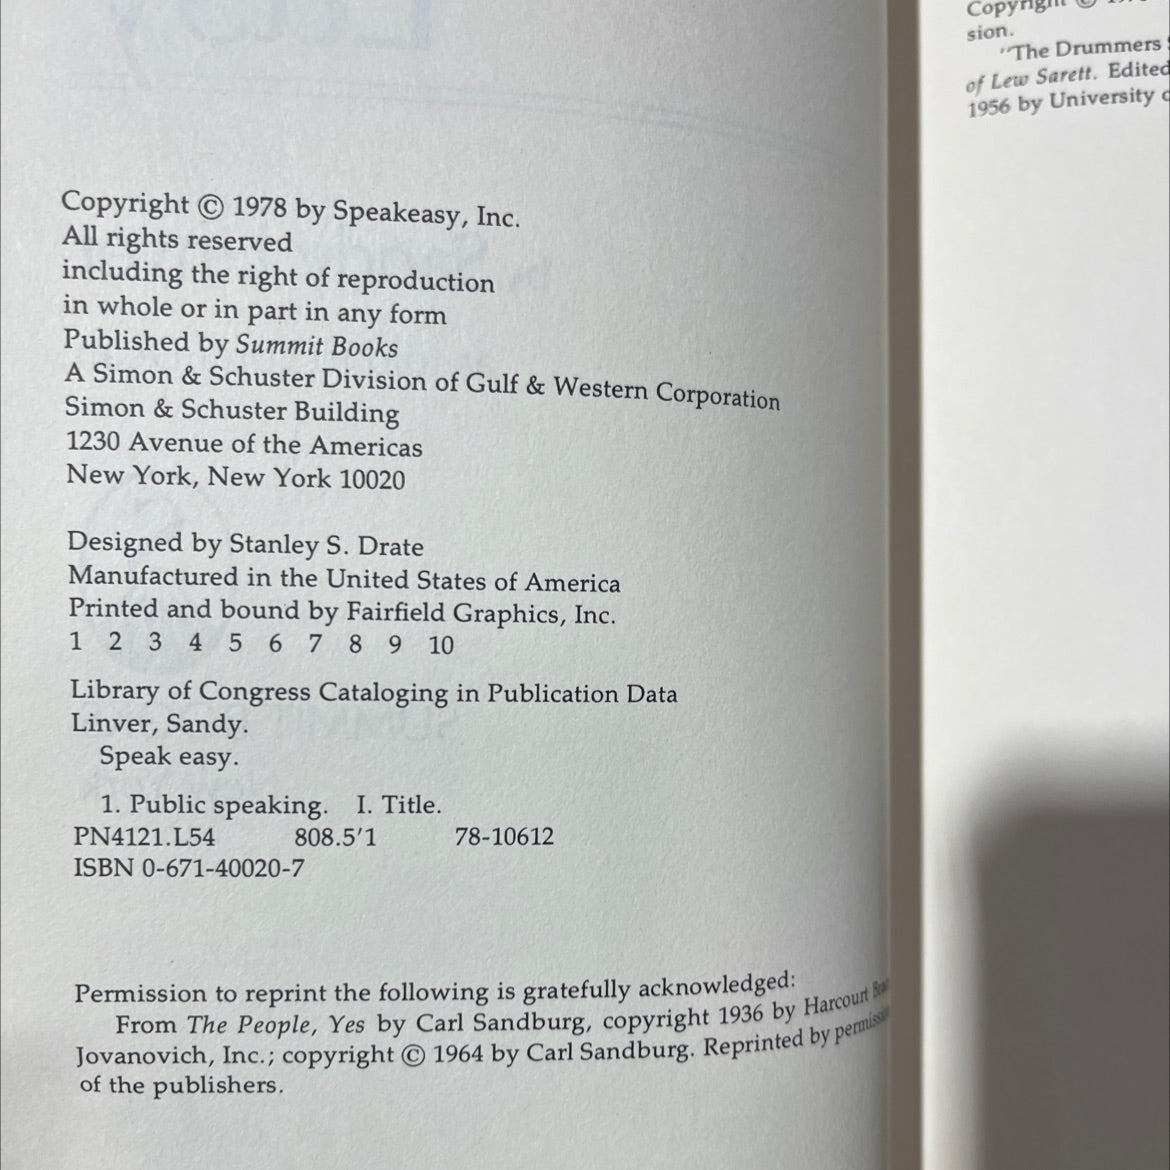 Copyright © 1978 by Speakeasy, Inc.
All rights reserved
including the right of reproduction
in whole or in part in any form
Published by Summit Books
A Simon & Schuster Division of Gulf & Western Corporation
Simon & Schuster Building
1230 Avenue of the Americas
New York, New York 10020
Designed by Stanley S. Drate
Manufactured in the United States of America
Printed and bound by Fairfield Graphics, Inc.
1 2 3 4 5 6 7 8 9 10
Library of Congress Cataloging in Publication Data
Linver, Sandy.
Speak easy.
1. Public speaking. I. Title.
PN4121.L54 808.5'1 78-10612
ISBN 0-671-40020-7
Permission to reprint the following is gratefully acknowledged:
From The People, Yes by Carl Sandburg, copyright 1936 by Harcourt
Jovanovich, Inc.; copyright © 1964 by Carl Sandburg. Reprinted by
of the publishers.
Copyright ©
sion.
"The Drummers
of Lew Sarett. Edited
1956 by University